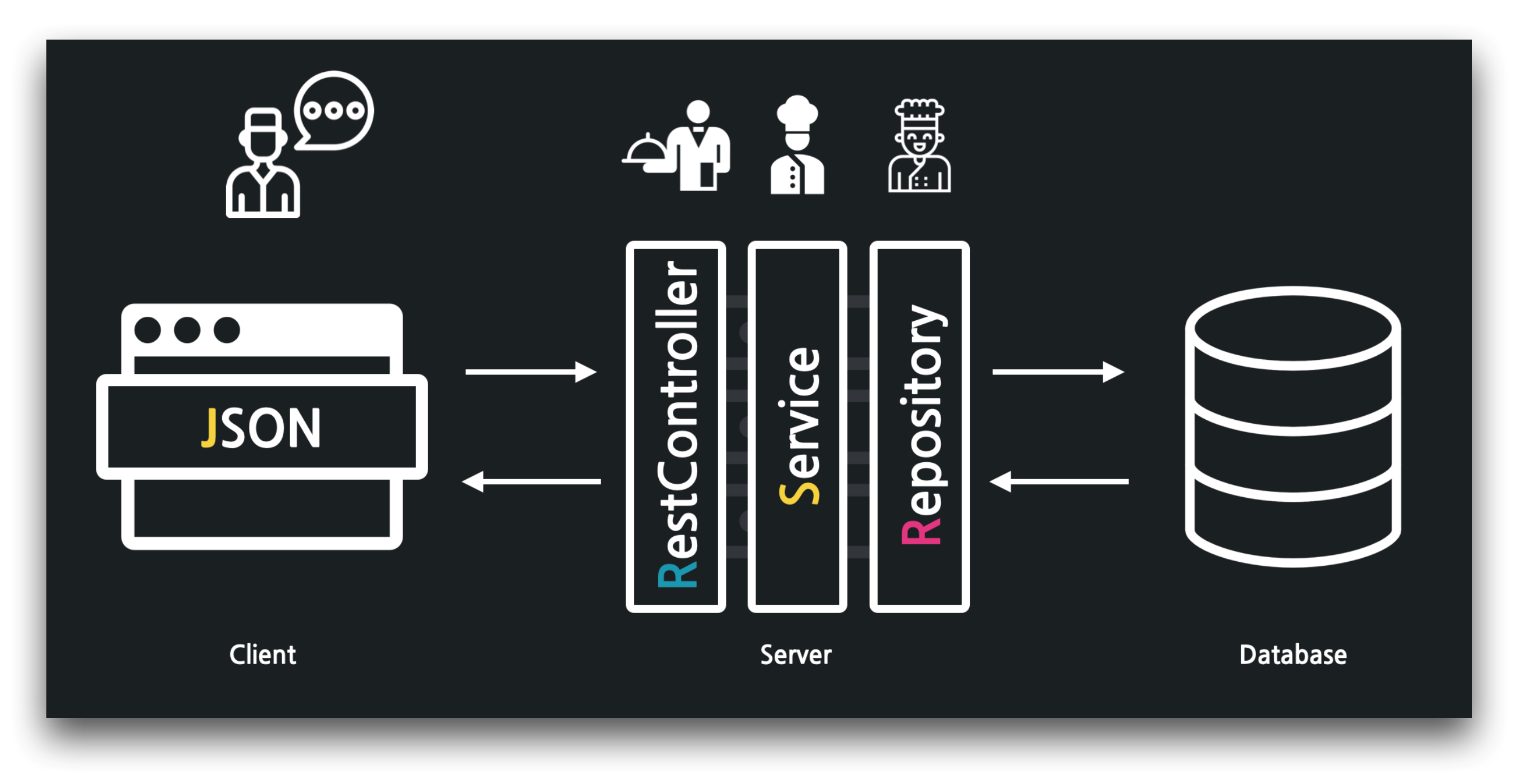 JSON
RestController
Service
Repository
Client
Server
Database